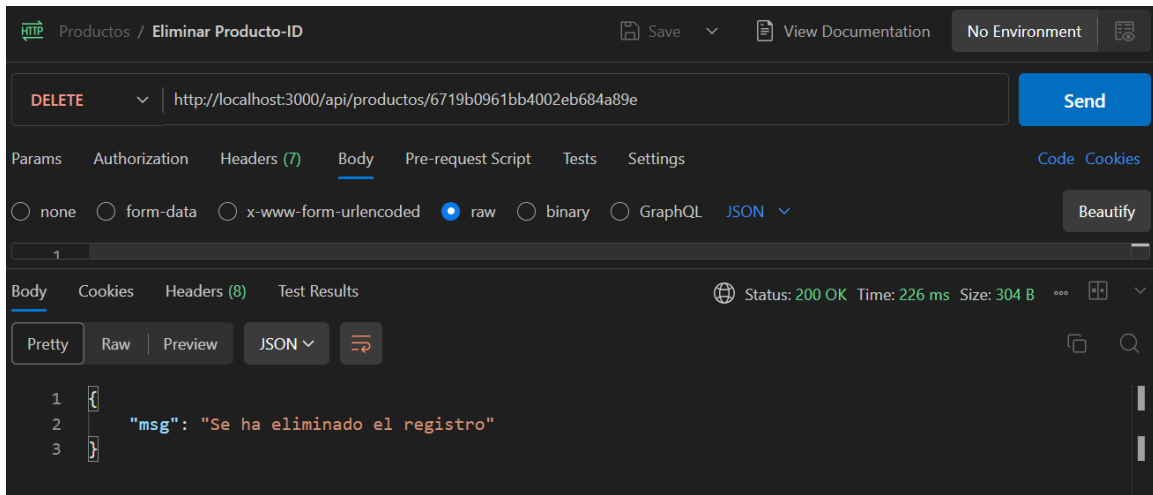 HTTP Productos / Eliminar Producto-ID Save View Documentation No Environment
DELETE http://localhost:3000/api/productos/6719b0961bb4002eb684a89e Send
Params Authorization Headers (7) Body Pre-request Script Tests Settings Code Cookies
none form-data x-www-form-urlencoded raw binary GraphQL JSON Beautify
1
Body Cookies Headers (8) Test Results Status: 200 OK Time: 226 ms Size: 304 B
Pretty Raw Preview JSON
1 {
2 "msg": "Se ha eliminado el registro"
3 }